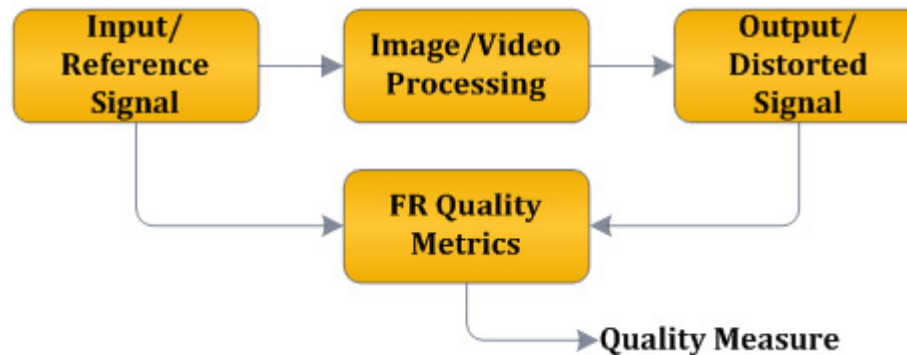 Input/
Reference
Signal
Image/Video
Processing
Output/
Distorted
Signal
FR Quality
Metrics
Quality Measure